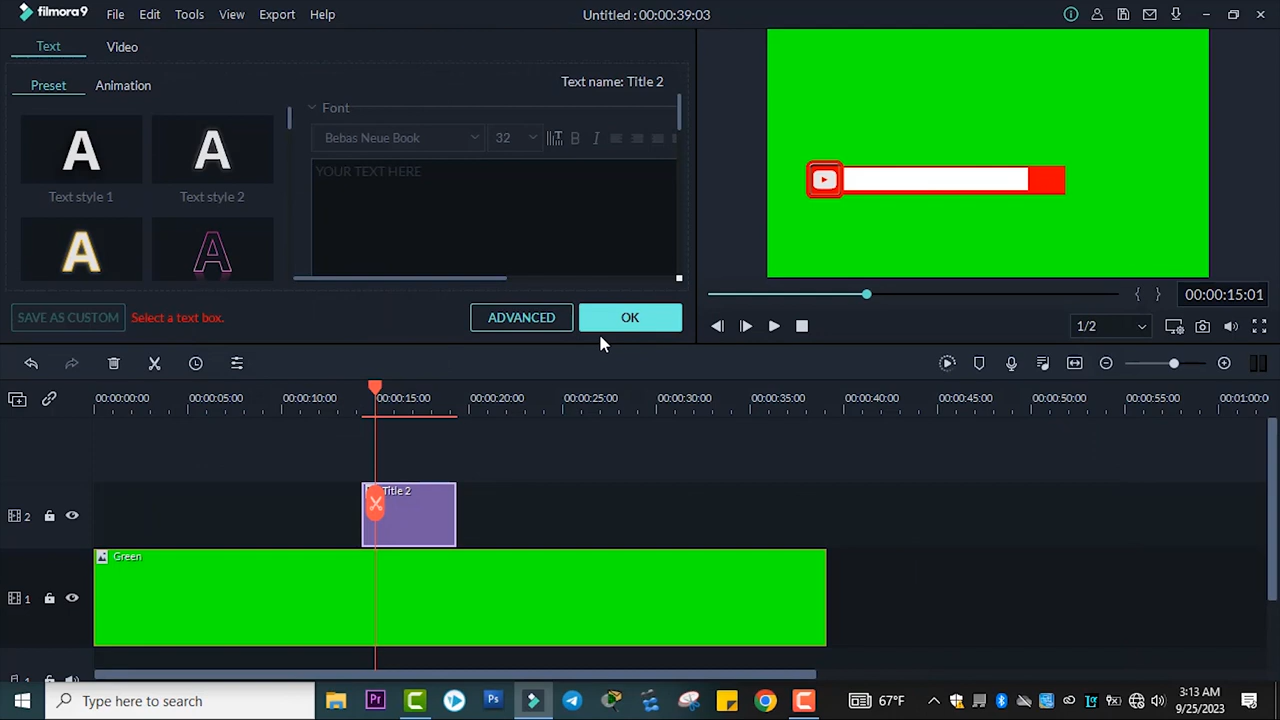 filmora9 File Edit Tools View Export Help Untitled : 00:00:39:03
Text Video
Preset Animation Text name: Title 2
Font
Bebas Neue Book 32 B I
YOUR TEXT HERE
A A
Text style 1 Text style 2
A A
SAVE AS CUSTOM Select a text box. ADVANCED OK
{ } 00:00:15:01
1/2
00:00:00:00 00:00:05:00 00:00:10:00 00:00:15:00 00:00:20:00 00:00:25:00 00:00:30:00 00:00:35:00 00:00:40:00 00:00:45:00 00:00:50:00 00:00:55:00 00:01:00:0
Title 2
2
Green
1
1
Type here to search Pr Ps 67°F 3:13 AM
9/25/2023